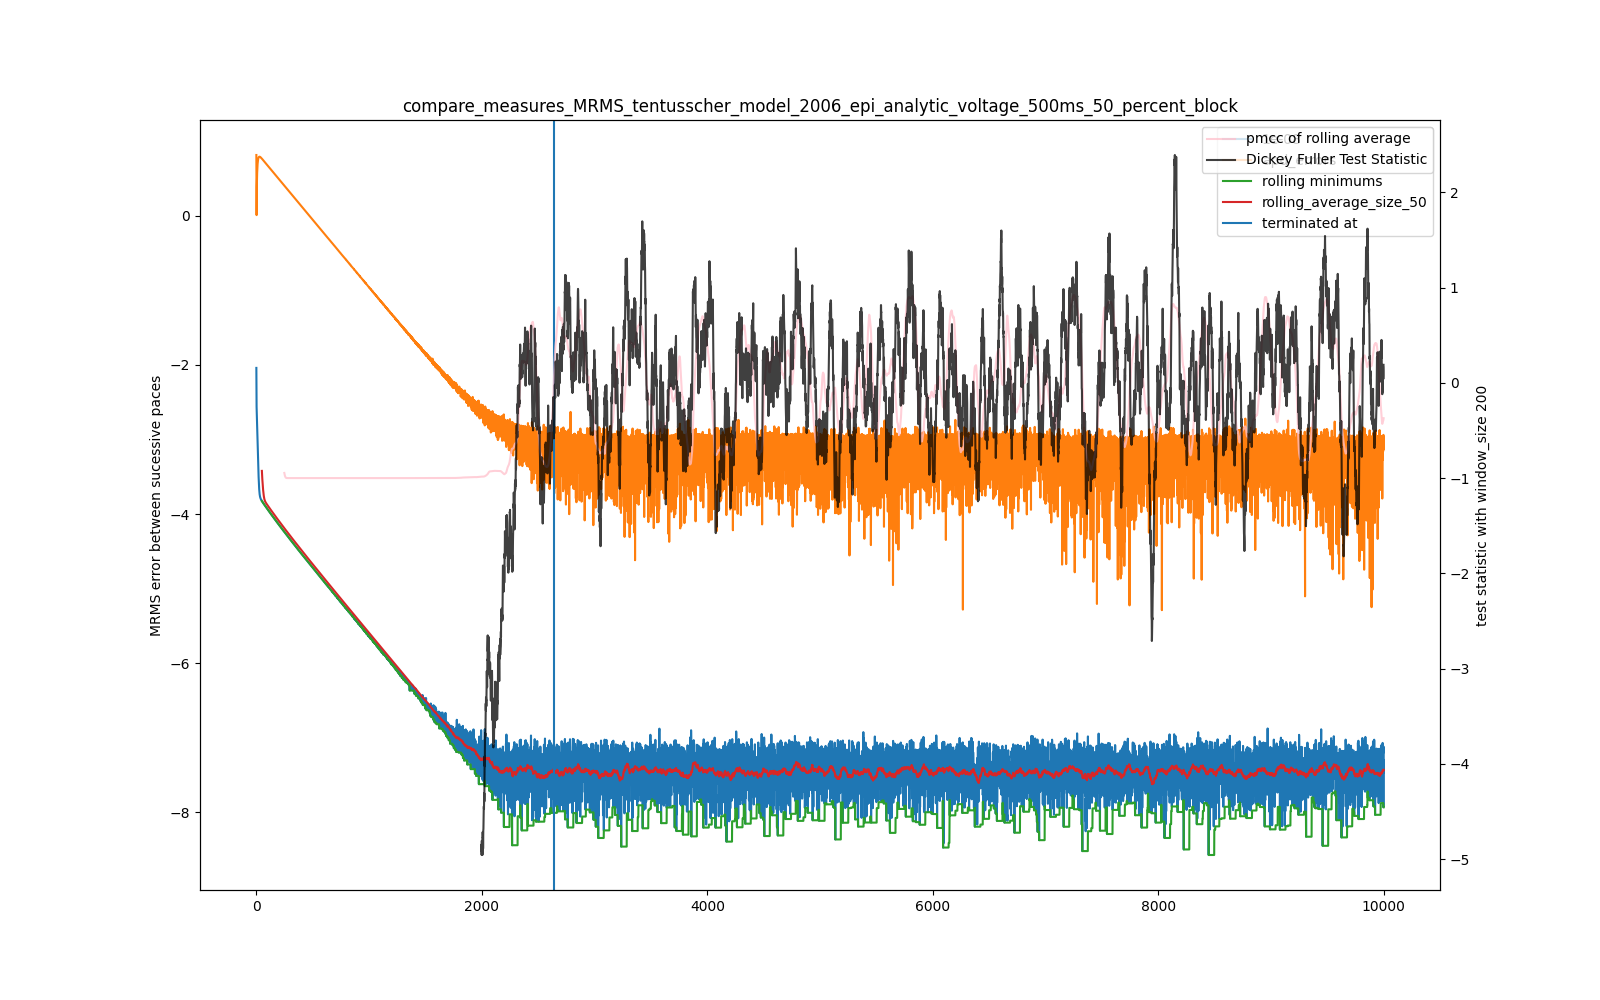 compare_measures_MRMS_tentusscher_model_2006_epi_analytic_voltage_500ms_50_percent_block
MRMS error between sucessive paces
test statistic with window_size 200
pmcc of rolling average
Dickey Fuller Test Statistic
rolling minimums
rolling_average_size_50
terminated at
0
−2
−4
−6
−8
2
1
0
−1
−2
−3
−4
−5
0
2000
4000
6000
8000
10000